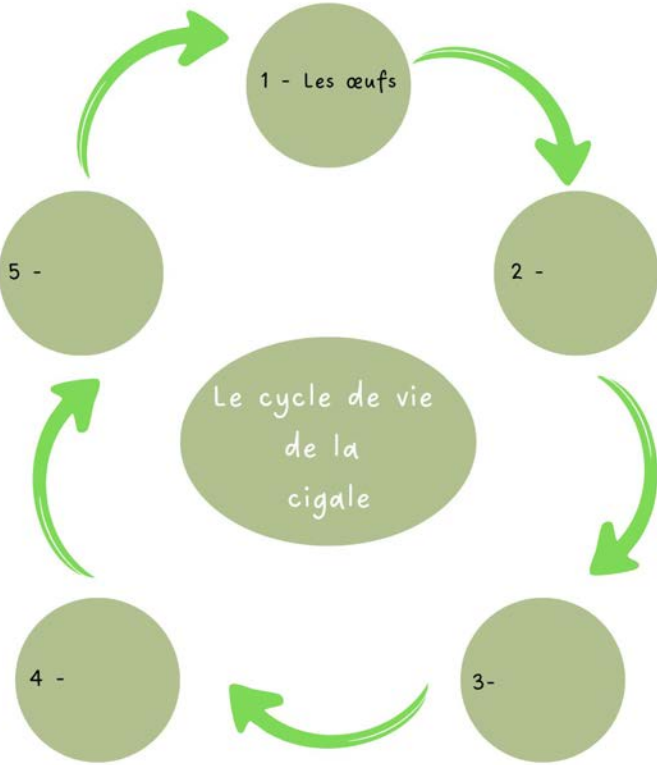 1 - Les œufs
2 -
3-
4 -
5 -
Le cycle de vie
de la
cigale